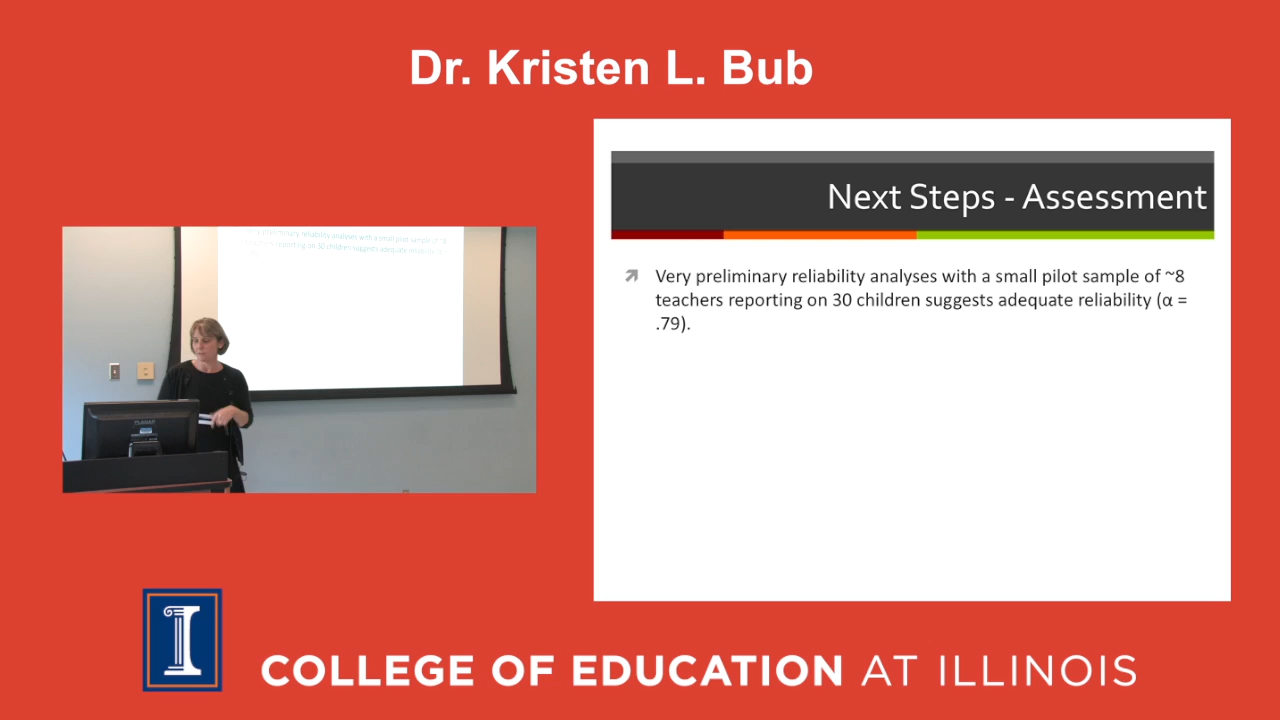 Dr. Kristen L. Bub
Next Steps - Assessment
Very preliminary reliability analyses with a small pilot sample of ~8
teachers reporting on 30 children suggests adequate reliability (α =
.79).
COLLEGE OF EDUCATION AT ILLINOIS